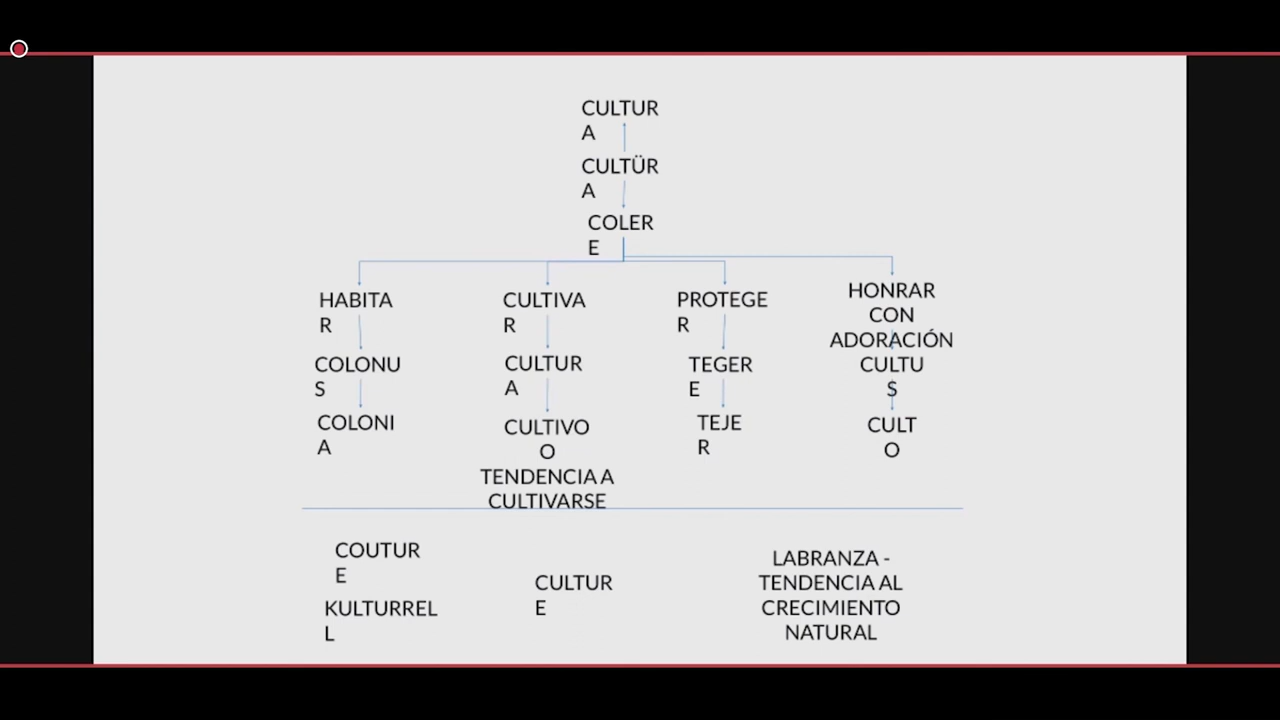 CULTUR
A
CULTÜR
A
COLER
E
HABITA
R
COLONU
S
COLONI
A
CULTIVA
R
CULTUR
A
CULTIVO
O
TENDENCIA A
CULTIVARSE
PROTEGE
R
TEGER
E
TEJE
R
HONRAR
CON
ADORACIÓN
CULTU
S
CULT
O
COUTUR
E
KULTURREL
L
CULTUR
E
LABRANZA -
TENDENCIA AL
CRECIMIENTO
NATURAL